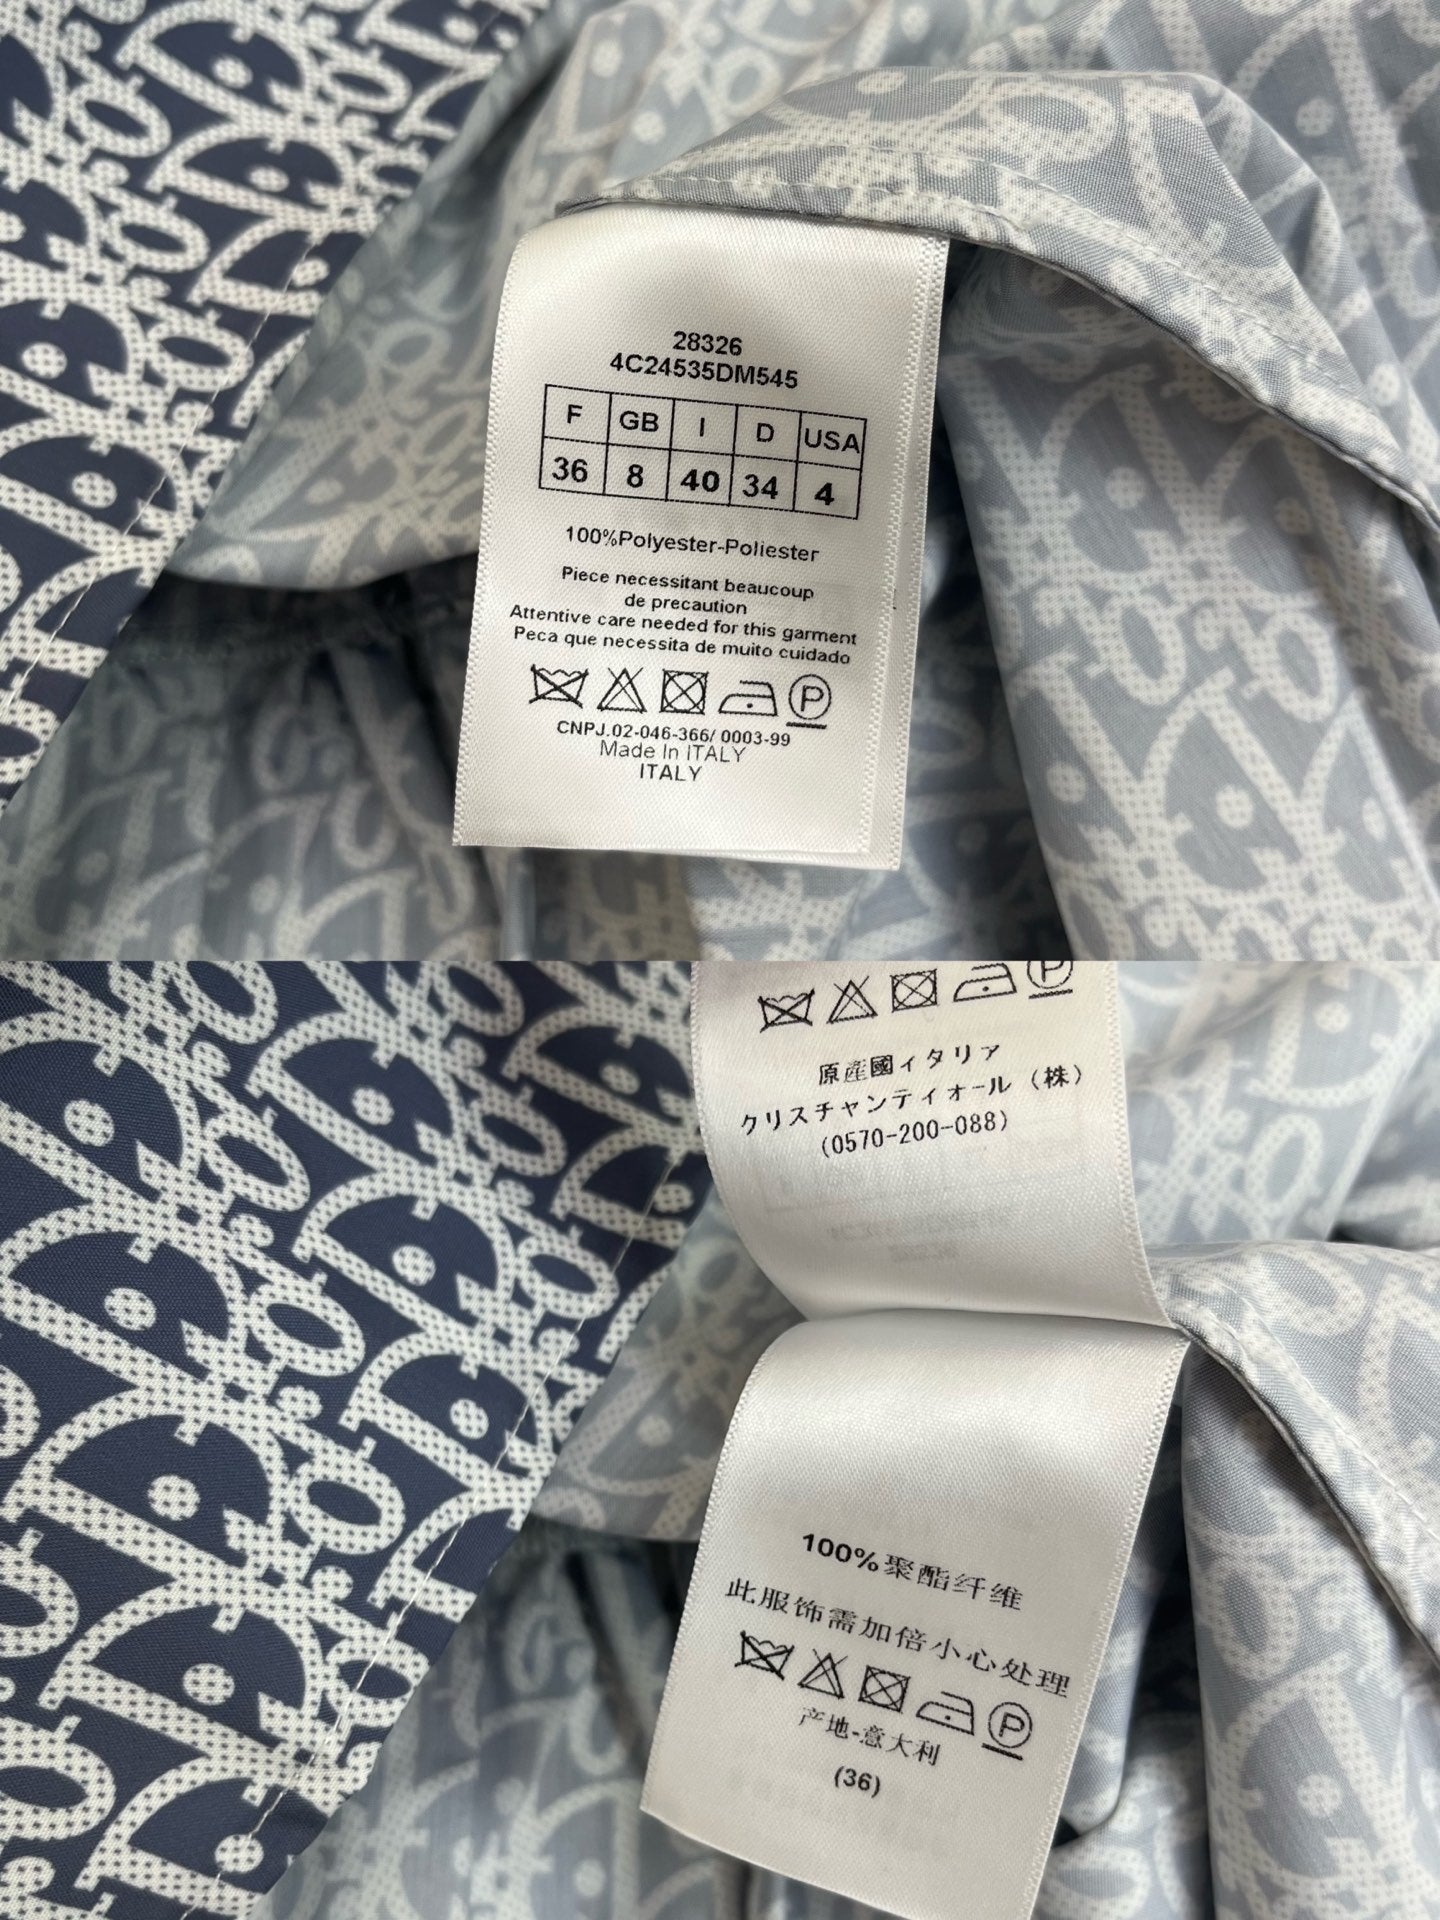 28326
4C24535DM545
F GB I D USA
36 8 40 34 4
100%Polyester-Poliester
Piece necessitant beaucoup
de precaution
Attentive care needed for this garment
Peca que necessita de muito cuidado
P
CNPJ.02-046-366/ 0003-99
Made In ITALY
ITALY
P
原産國イタリア
クリスチャンディオール (株)
(0570-200-088)
100%聚酯纤维
此服饰需加倍小心处理
P
产地-意大利
(36)